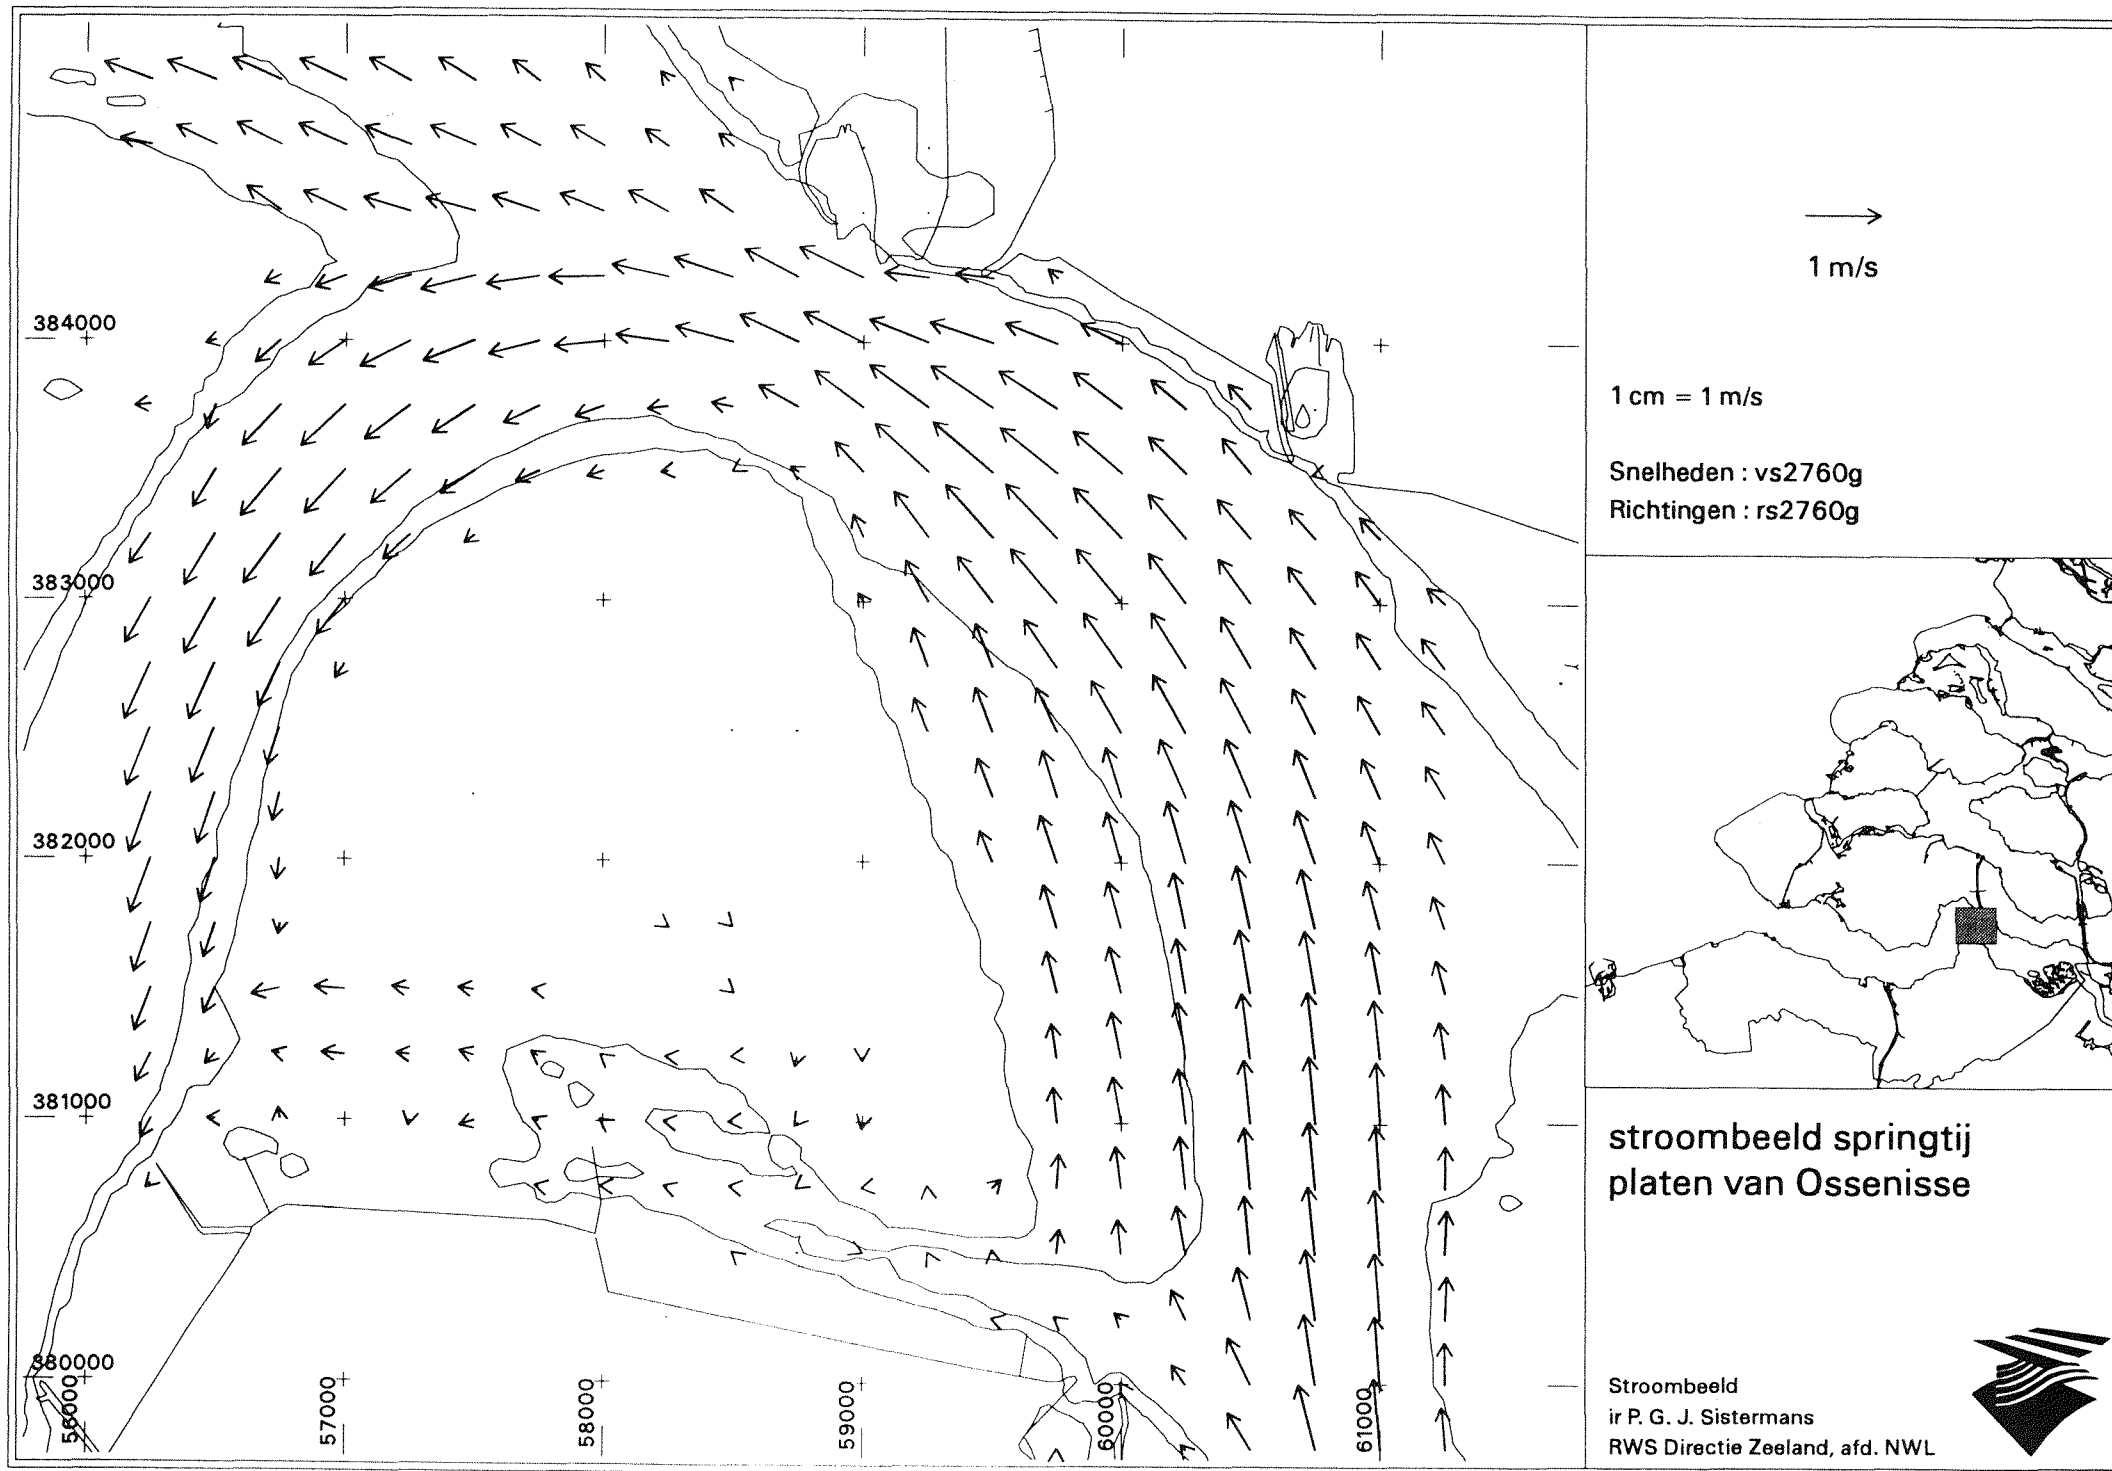 384000
383000
382000
381000
380000
56000
57000
58000
59000
60000
61000
1 m/s
1 cm = 1 m/s
Snelheden : vs2760g
Richtingen : rs2760g
stroombeeld springtij
platen van Ossenisse
Stroombeeld
ir P. G. J. Sistermans
RWS Directie Zeeland, afd. NWL